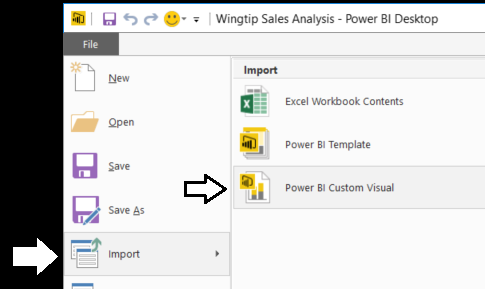 Wingtip Sales Analysis - Power BI Desktop
File
New
Open
Save
Save As
Import
Import
Excel Workbook Contents
Power BI Template
Power BI Custom Visual